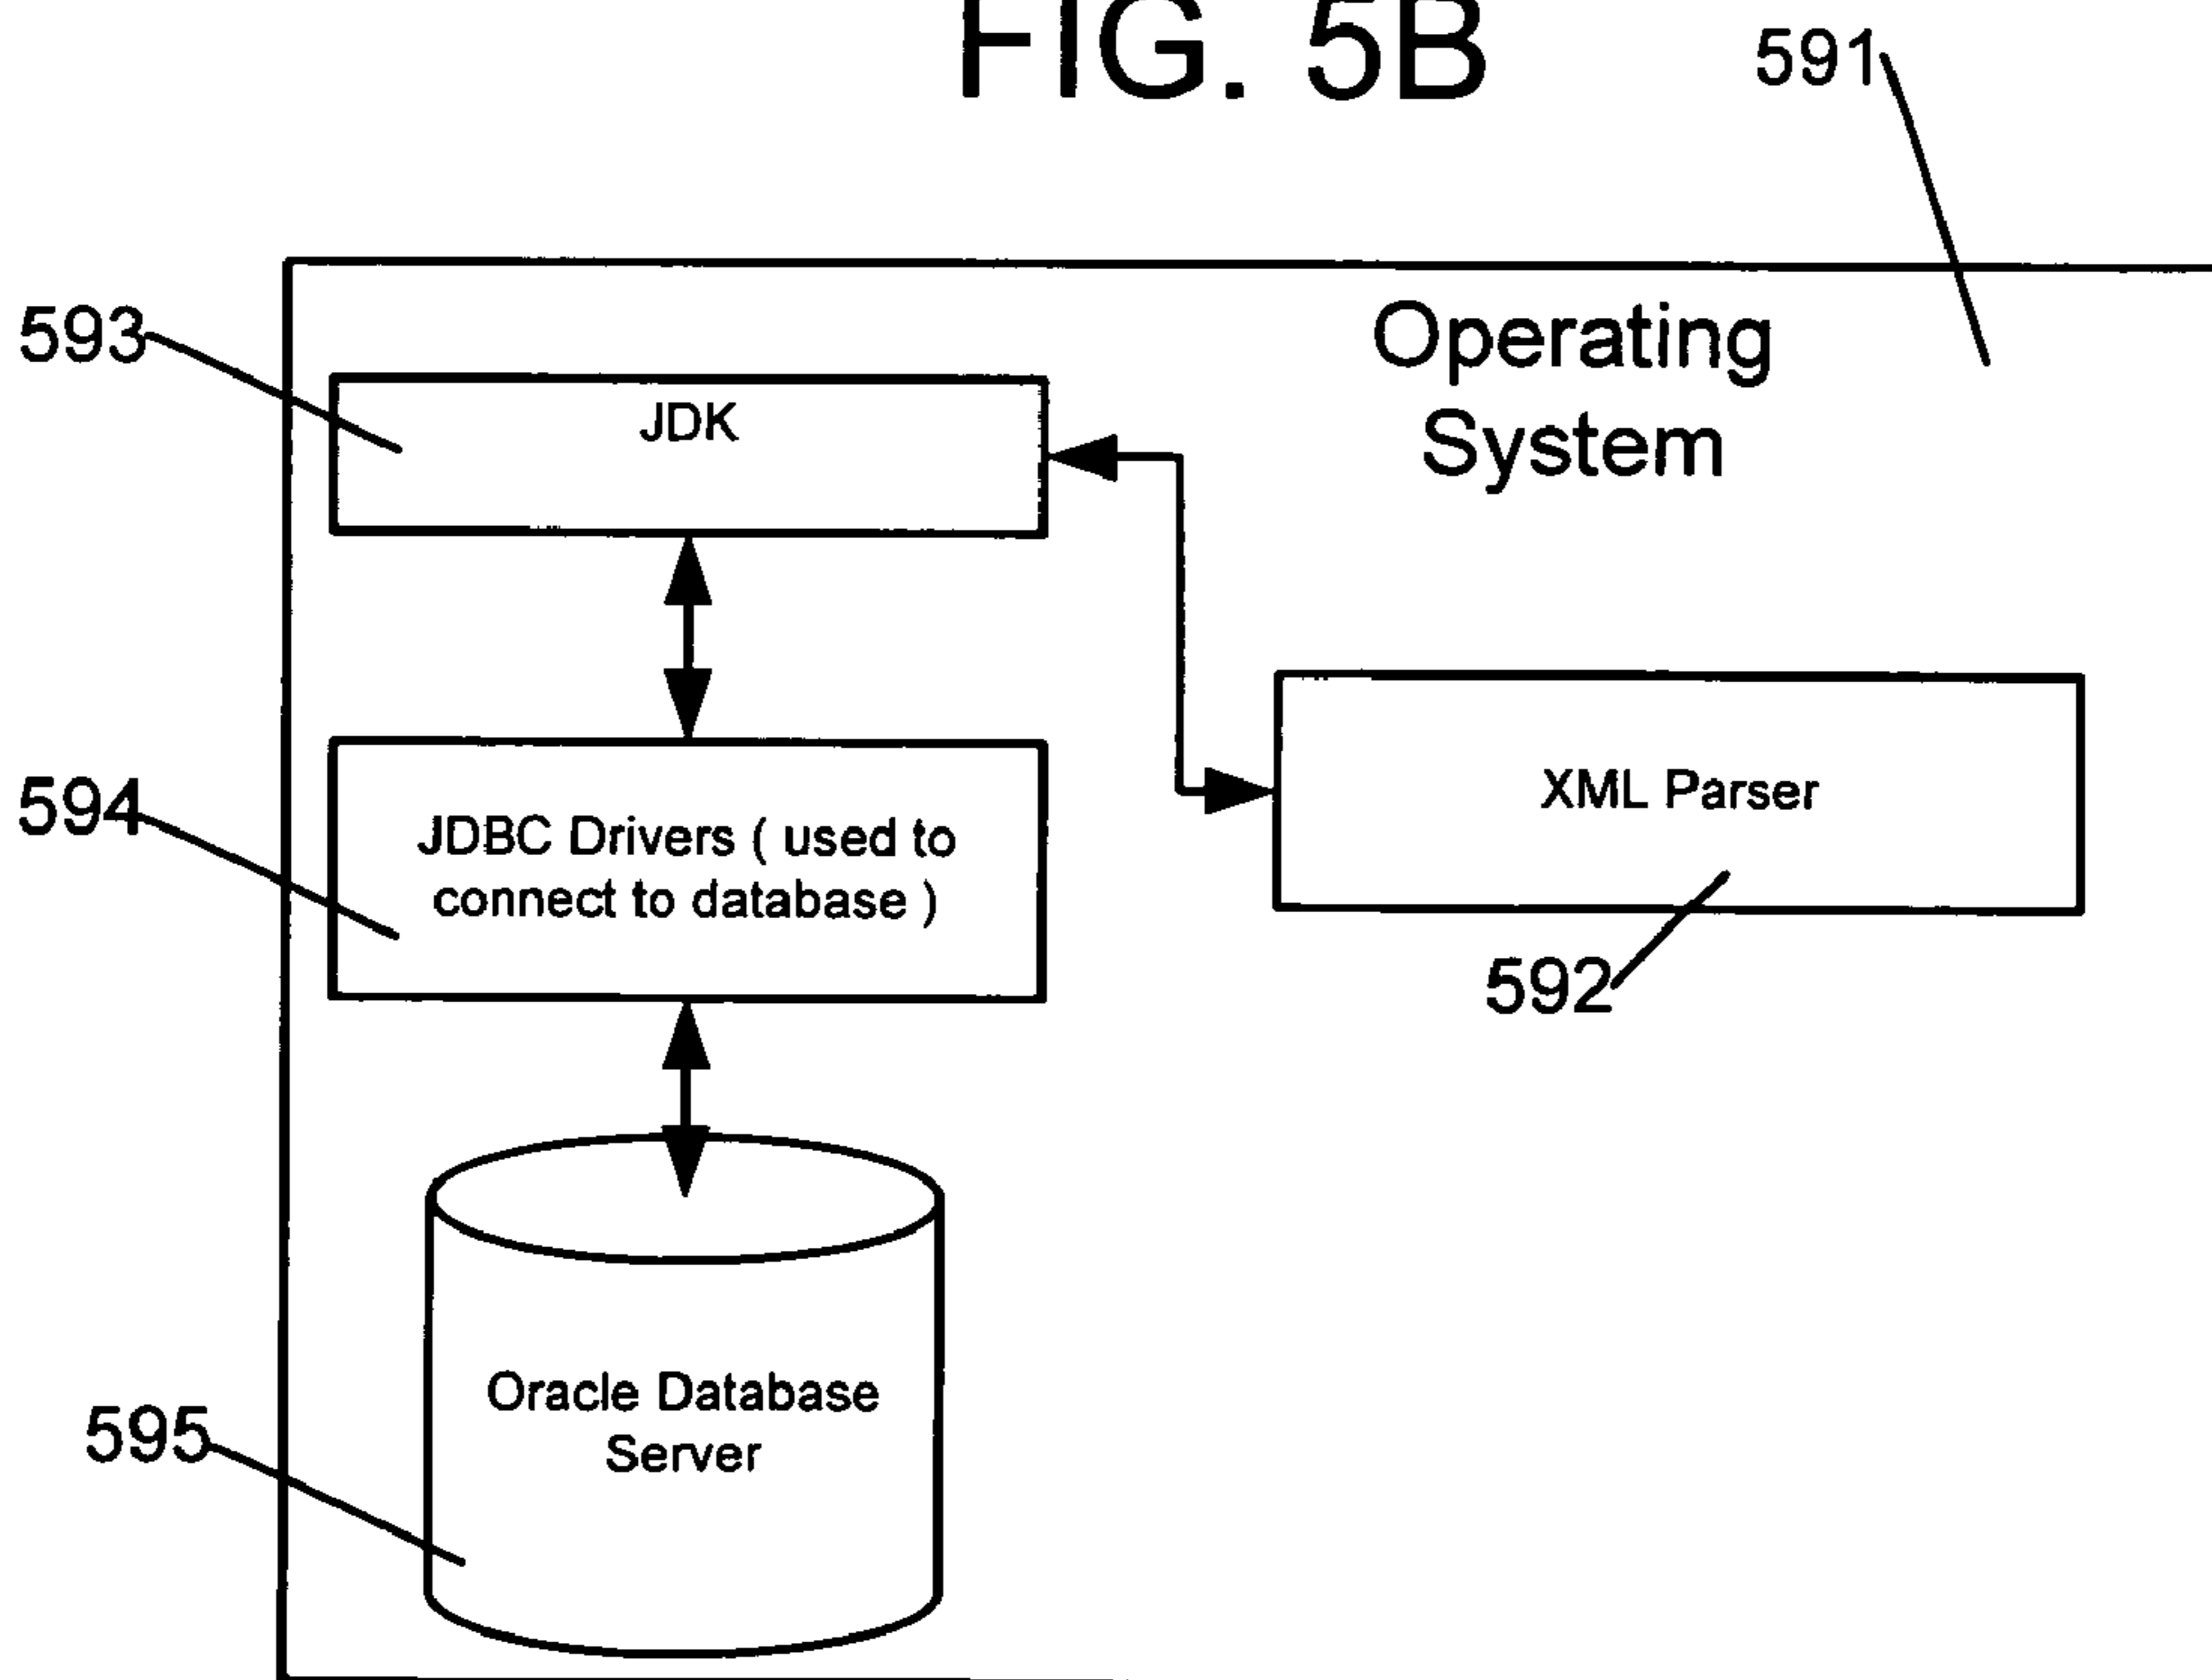 FIG. 5B
591
Operating
System
593
JDK
594
JDBC Drivers ( used to
connect to database )
XML Parser
592
Oracle Database
Server
595